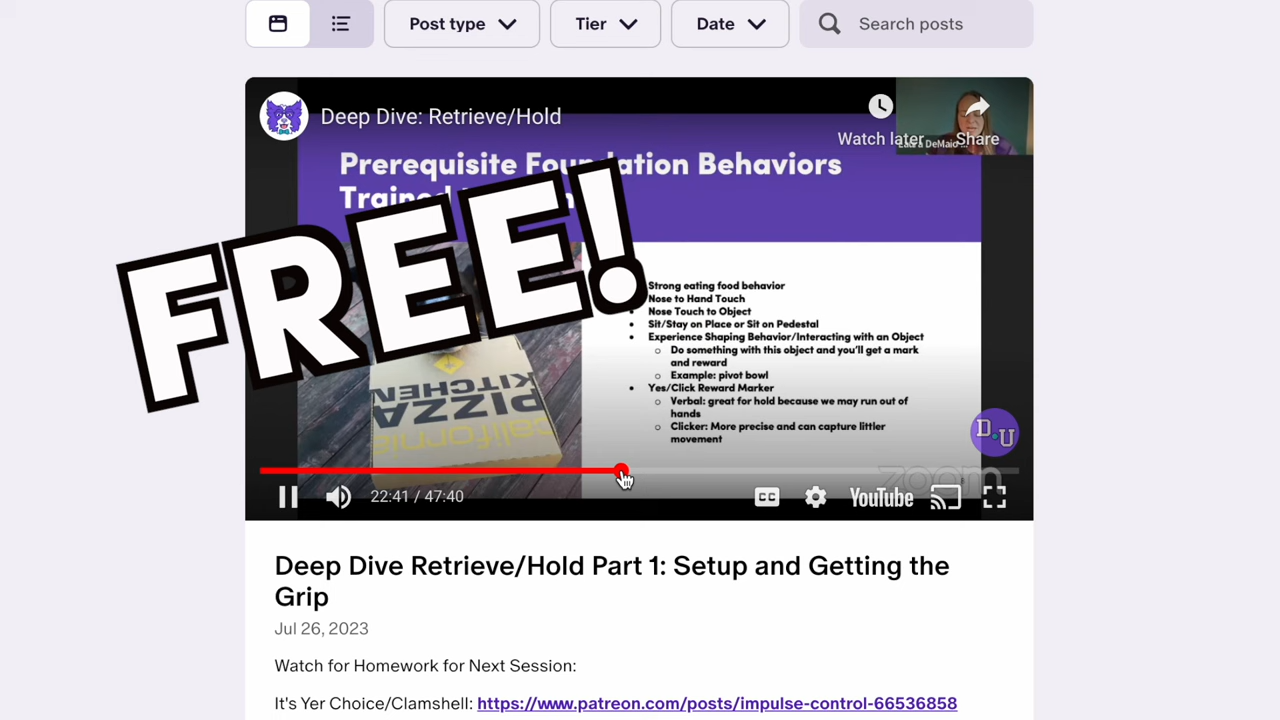 Post type
Tier
Date
Search posts
Deep Dive: Retrieve/Hold
Watch later
Share
Laura DeMaio
Prerequisite Foundation Behaviors
Trained
FREE!
Strong eating food behavior
Nose to Hand Touch
Nose Touch to Object
Sit/Stay on Place or Sit on Pedestal
Experience Shaping Behavior/Interacting with an Object
Do something with this object and you'll get a mark
and reward
Example: pivot bowl
Yes/Click Reward Marker
Verbal: great for hold because we may run out of
hands
Clicker: More precise and can capture littler
movement
KITCHEN
PIZZA
california
D.U
zoom
22:41 / 47:40
CC
YouTube
Deep Dive Retrieve/Hold Part 1: Setup and Getting the
Grip
Jul 26, 2023
Watch for Homework for Next Session:
It's Yer Choice/Clamshell: https://www.patreon.com/posts/impulse-control-66536858